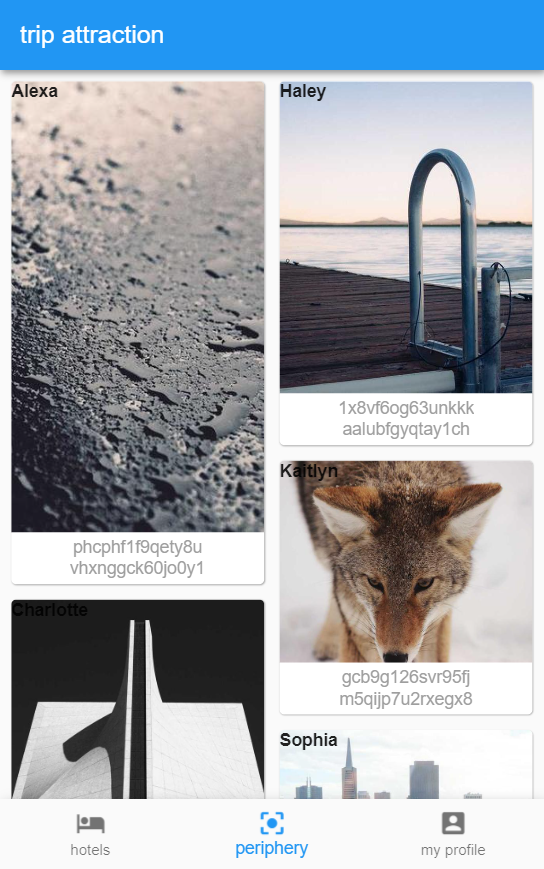 trip attraction
Alexa
phcphf1f9qety8u
vhxnggck60jo0y1
Charlotte
Haley
1x8vf6og63unkkk
aalubfgyqtay1ch
Kaitlyn
gcb9g126svr95fj
m5qijp7u2rxegx8
Sophia
hotels
periphery
my profile